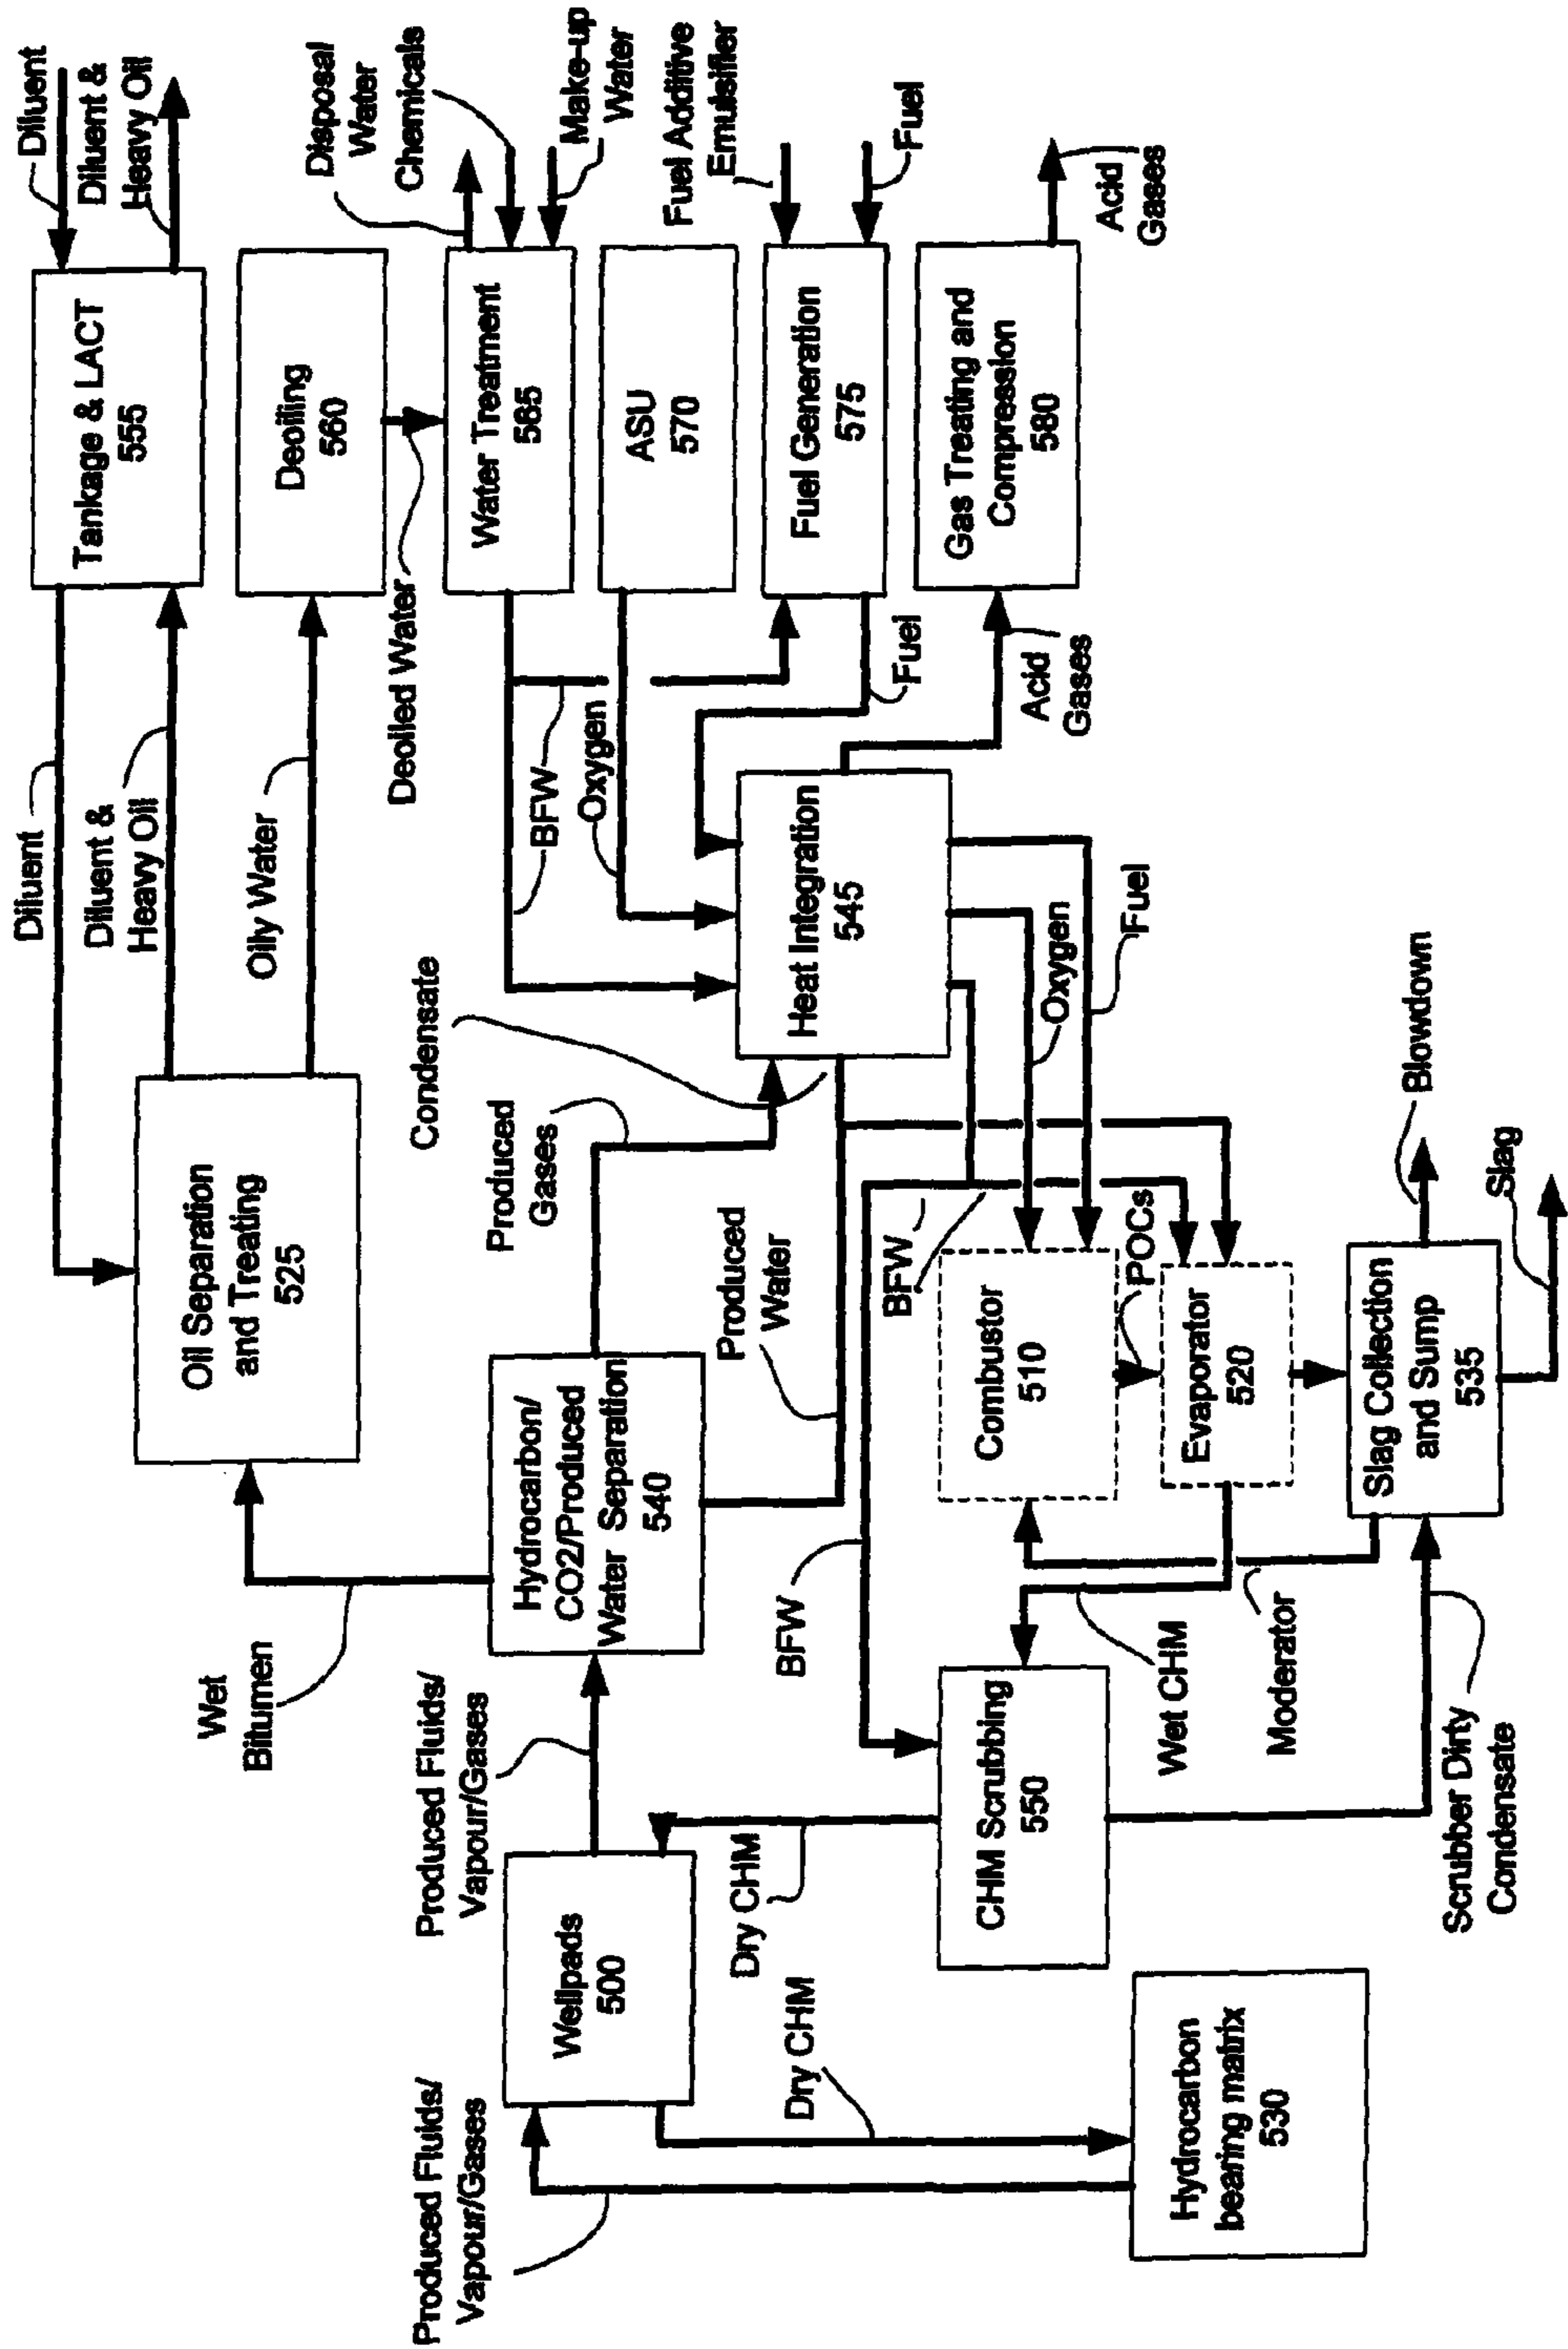 Diluent
Diluent &
Heavy Oil
Disposal
Water
Chemicals
Make-up
Water
Fuel Additive
Emulsifier
Fuel
Acid
Gases
Tankage & LACT
555
Deoiling
560
Water Treatment
565
ASU
570
Fuel Generation
575
Gas Treating and
Compression
580
Diluent
Diluent &
Heavy Oil
Oily Water
Deoiled Water
BFW
Oxygen
Fuel
Acid
Gases
Oil Separation
and Treating
525
Condensate
Heat Integration
545
Produced
Gases
Produced
Water
BFW
Oxygen
Fuel
Wet
Bitumen
Hydrocarbon/
CO2/Produced
Water Separation
540
Combustor
510
POCs
Evaporator
520
Slag Collection
and Sump
535
Blowdown
Slag
Produced Fluids/
Vapour/Gases
BFW
Wet CHM
Moderator
Scrubber Dirty
Condensate
Wellpads
500
Dry CHM
CHM Scrubbing
550
Produced Fluids/
Vapour/Gases
Dry CHM
Hydrocarbon
bearing matrix
530